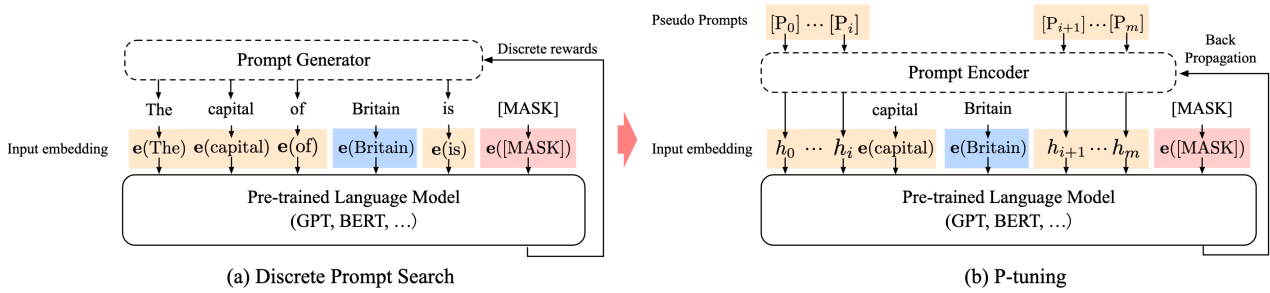 Discrete rewards
Prompt Generator
The capital of Britain is [MASK]
Input embedding e(The) e(capital) e(of) e(Britain) e(is) e([MASK])
Pre-trained Language Model
(GPT, BERT, …)
(a) Discrete Prompt Search
Pseudo Prompts [P0] ⋯ [Pi] [Pi+1] ⋯ [Pm]
Back
Propagation
Prompt Encoder
capital Britain [MASK]
Input embedding h0 ⋯ hi e(capital) e(Britain) hi+1 ⋯ hm e([MASK])
Pre-trained Language Model
(GPT, BERT, …)
(b) P-tuning